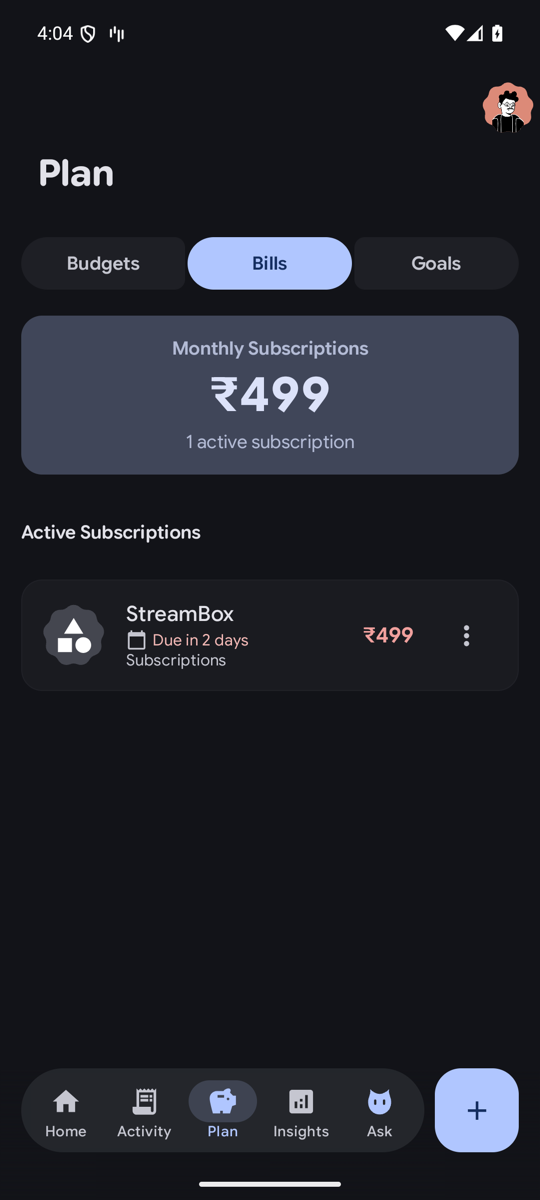 4:04
Plan
Budgets
Bills
Goals
Monthly Subscriptions
₹499
1 active subscription
Active Subscriptions
StreamBox
Due in 2 days
Subscriptions
₹499
Home
Activity
Plan
Insights
Ask